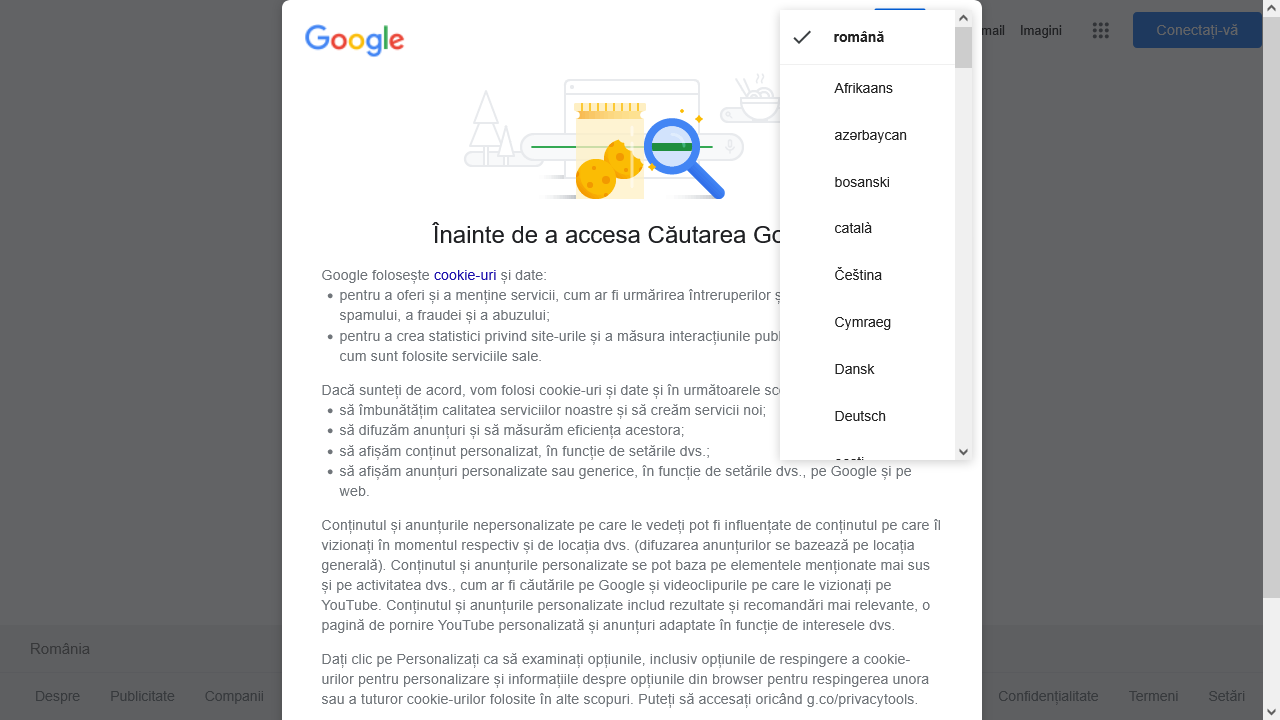 Google
mail
Imagini
Conectați-vă
română
Afrikaans
azərbaycan
bosanski
català
Čeština
Cymraeg
Dansk
Deutsch
Înainte de a accesa Căutarea
Google folosește cookie-uri și date:
pentru a oferi și a menține servicii, cum ar fi urmărirea întreruperilor
spamului, a fraudei și a abuzului;
pentru a crea statistici privind site-urile și a măsura interacțiunile
cum sunt folosite serviciile sale.
Dacă sunteți de acord, vom folosi cookie-uri și date și în următoarele
să îmbunătățim calitatea serviciilor noastre și să creăm servicii noi;
să difuzăm anunțuri și să măsurăm eficiența acestora;
să afișăm conținut personalizat, în funcție de setările dvs.;
să afișăm anunțuri personalizate sau generice, în funcție de setările dvs., pe Google și pe
web.
Conținutul și anunțurile nepersonalizate pe care le vedeți pot fi influențate de conținutul pe care îl
vizionați în momentul respectiv și de locația dvs. (difuzarea anunțurilor se bazează pe locația
generală). Conținutul și anunțurile personalizate se pot baza pe elementele menționate mai sus
și pe activitatea dvs., cum ar fi căutările pe Google și videoclipurile pe care le vizionați pe
YouTube. Conținutul și anunțurile personalizate includ rezultate și recomandări mai relevante, o
pagină de pornire YouTube personalizată și anunțuri adaptate în funcție de interesele dvs.
Dați clic pe Personalizați ca să examinați opțiunile, inclusiv opțiunile de respingere a cookie-
urilor pentru personalizare și informațiile despre opțiunile din browser pentru respingerea unora
sau a tuturor cookie-urilor folosite în alte scopuri. Puteți să accesați oricând g.co/privacytools.
România
Despre
Publicitate
Companii
Confidențialitate
Termeni
Setări